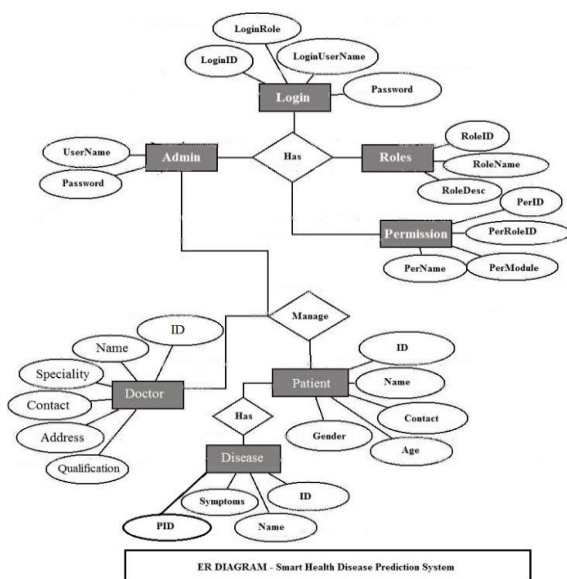 LoginRole
LoginID
LoginUserName
Login
Password
UserName
Admin
Has
Roles
RoleID
RoleName
Password
RoleDesc
PerID
Permission
PerRoleID
PerName
PerModule
ID
Manage
Name
Speciality
ID
Doctor
Patient
Name
Contact
Has
Contact
Address
Gender
Age
Disease
Qualification
Symptoms
ID
PID
Name
ER DIAGRAM - Smart Health Disease Prediction System